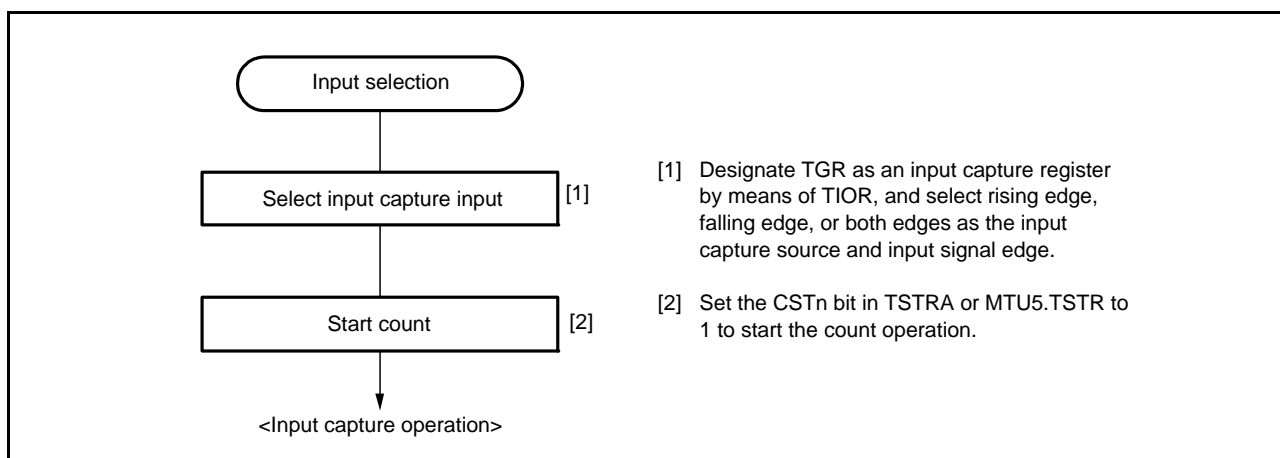 Input selection
Select input capture input
[1]
Start count
[2]
<Input capture operation>
[1] Designate TGR as an input capture register
by means of TIOR, and select rising edge,
falling edge, or both edges as the input
capture source and input signal edge.
[2] Set the CSTn bit in TSTRA or MTU5.TSTR to
1 to start the count operation.